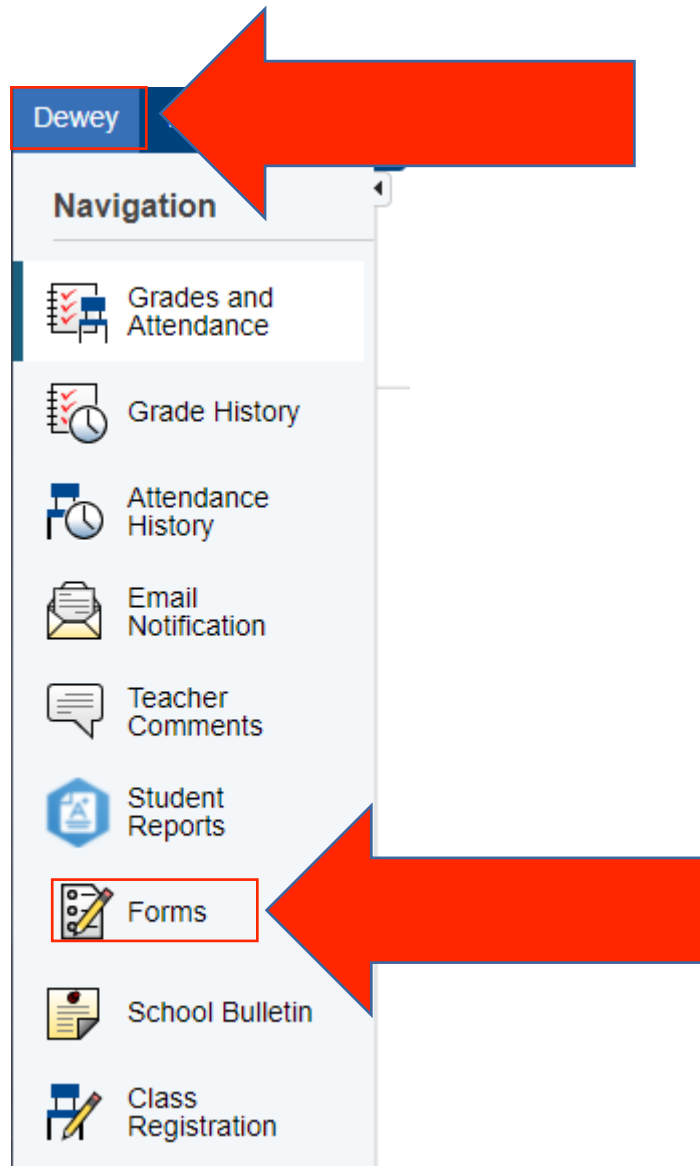 Dewey
Navigation
Grades and
Attendance
Grade History
Attendance
History
Email
Notification
Teacher
Comments
Student
Reports
Forms
School Bulletin
Class
Registration